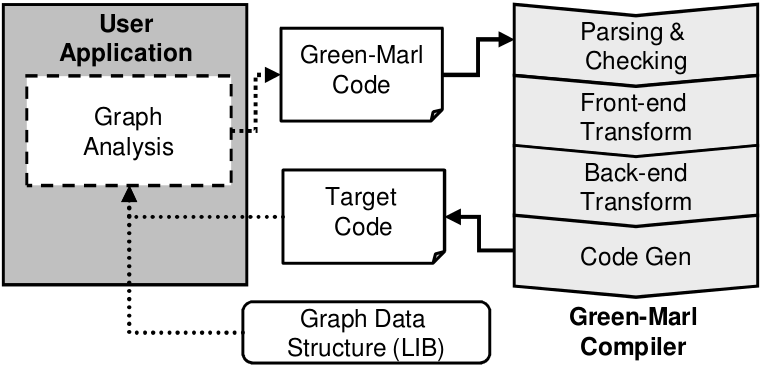 User
Application
Graph
Analysis
Green-Marl
Code
Target
Code
Graph Data
Structure (LIB)
Parsing &
Checking
Front-end
Transform
Back-end
Transform
Code Gen
Green-Marl
Compiler